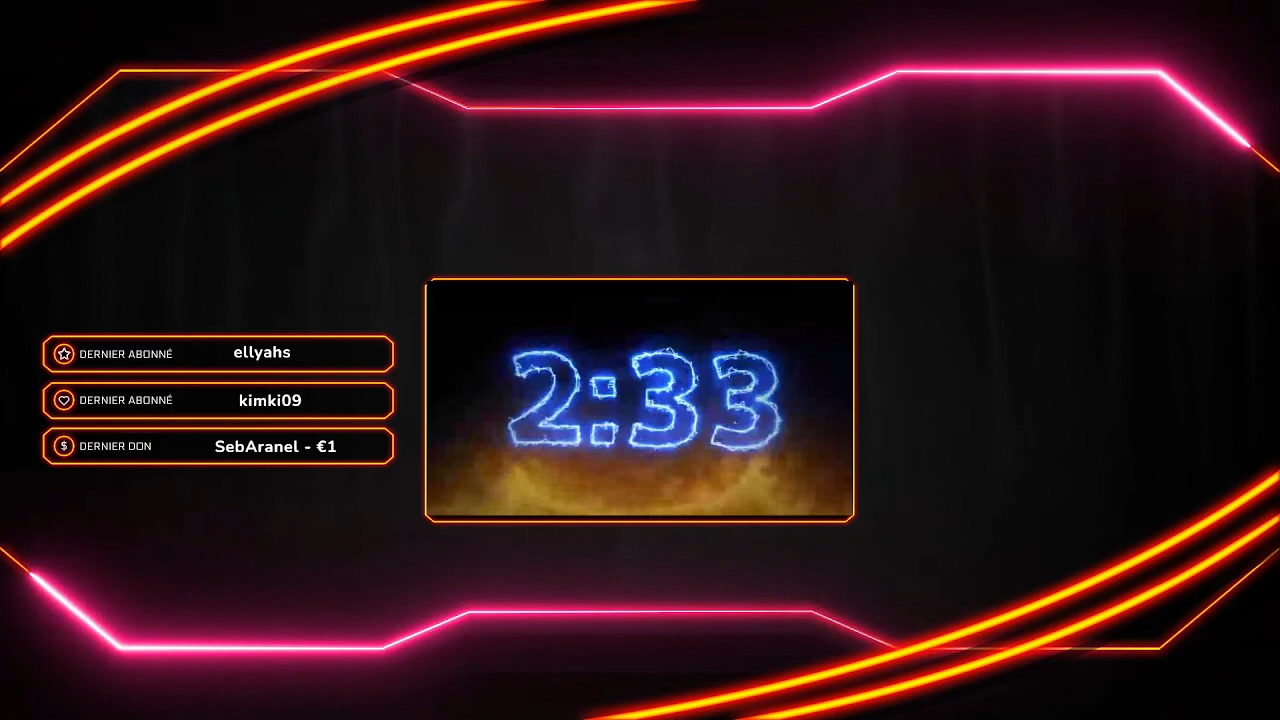 DERNIER ABONNÉ ellyahs
DERNIER ABONNÉ kimki09
DERNIER DON SebAranel - €1
2:33